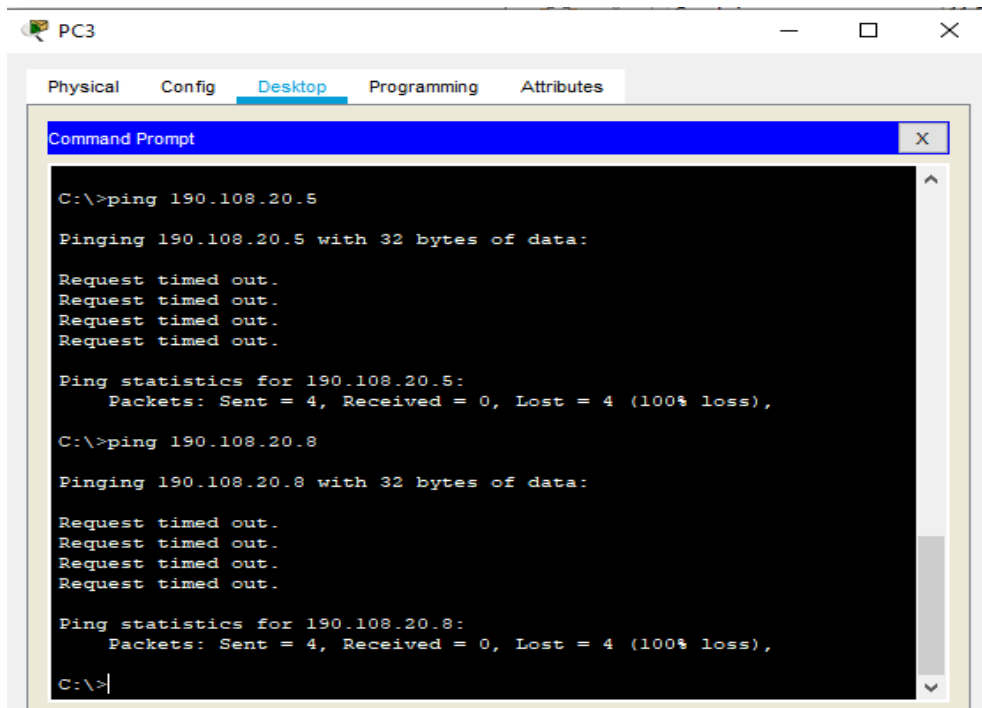 PC3
Physical Config Desktop Programming Attributes
Command Prompt X
C:\>ping 190.108.20.5
Pinging 190.108.20.5 with 32 bytes of data:
Request timed out.
Request timed out.
Request timed out.
Request timed out.
Ping statistics for 190.108.20.5:
Packets: Sent = 4, Received = 0, Lost = 4 (100% loss),
C:\>ping 190.108.20.8
Pinging 190.108.20.8 with 32 bytes of data:
Request timed out.
Request timed out.
Request timed out.
Request timed out.
Ping statistics for 190.108.20.8:
Packets: Sent = 4, Received = 0, Lost = 4 (100% loss),
C:\>